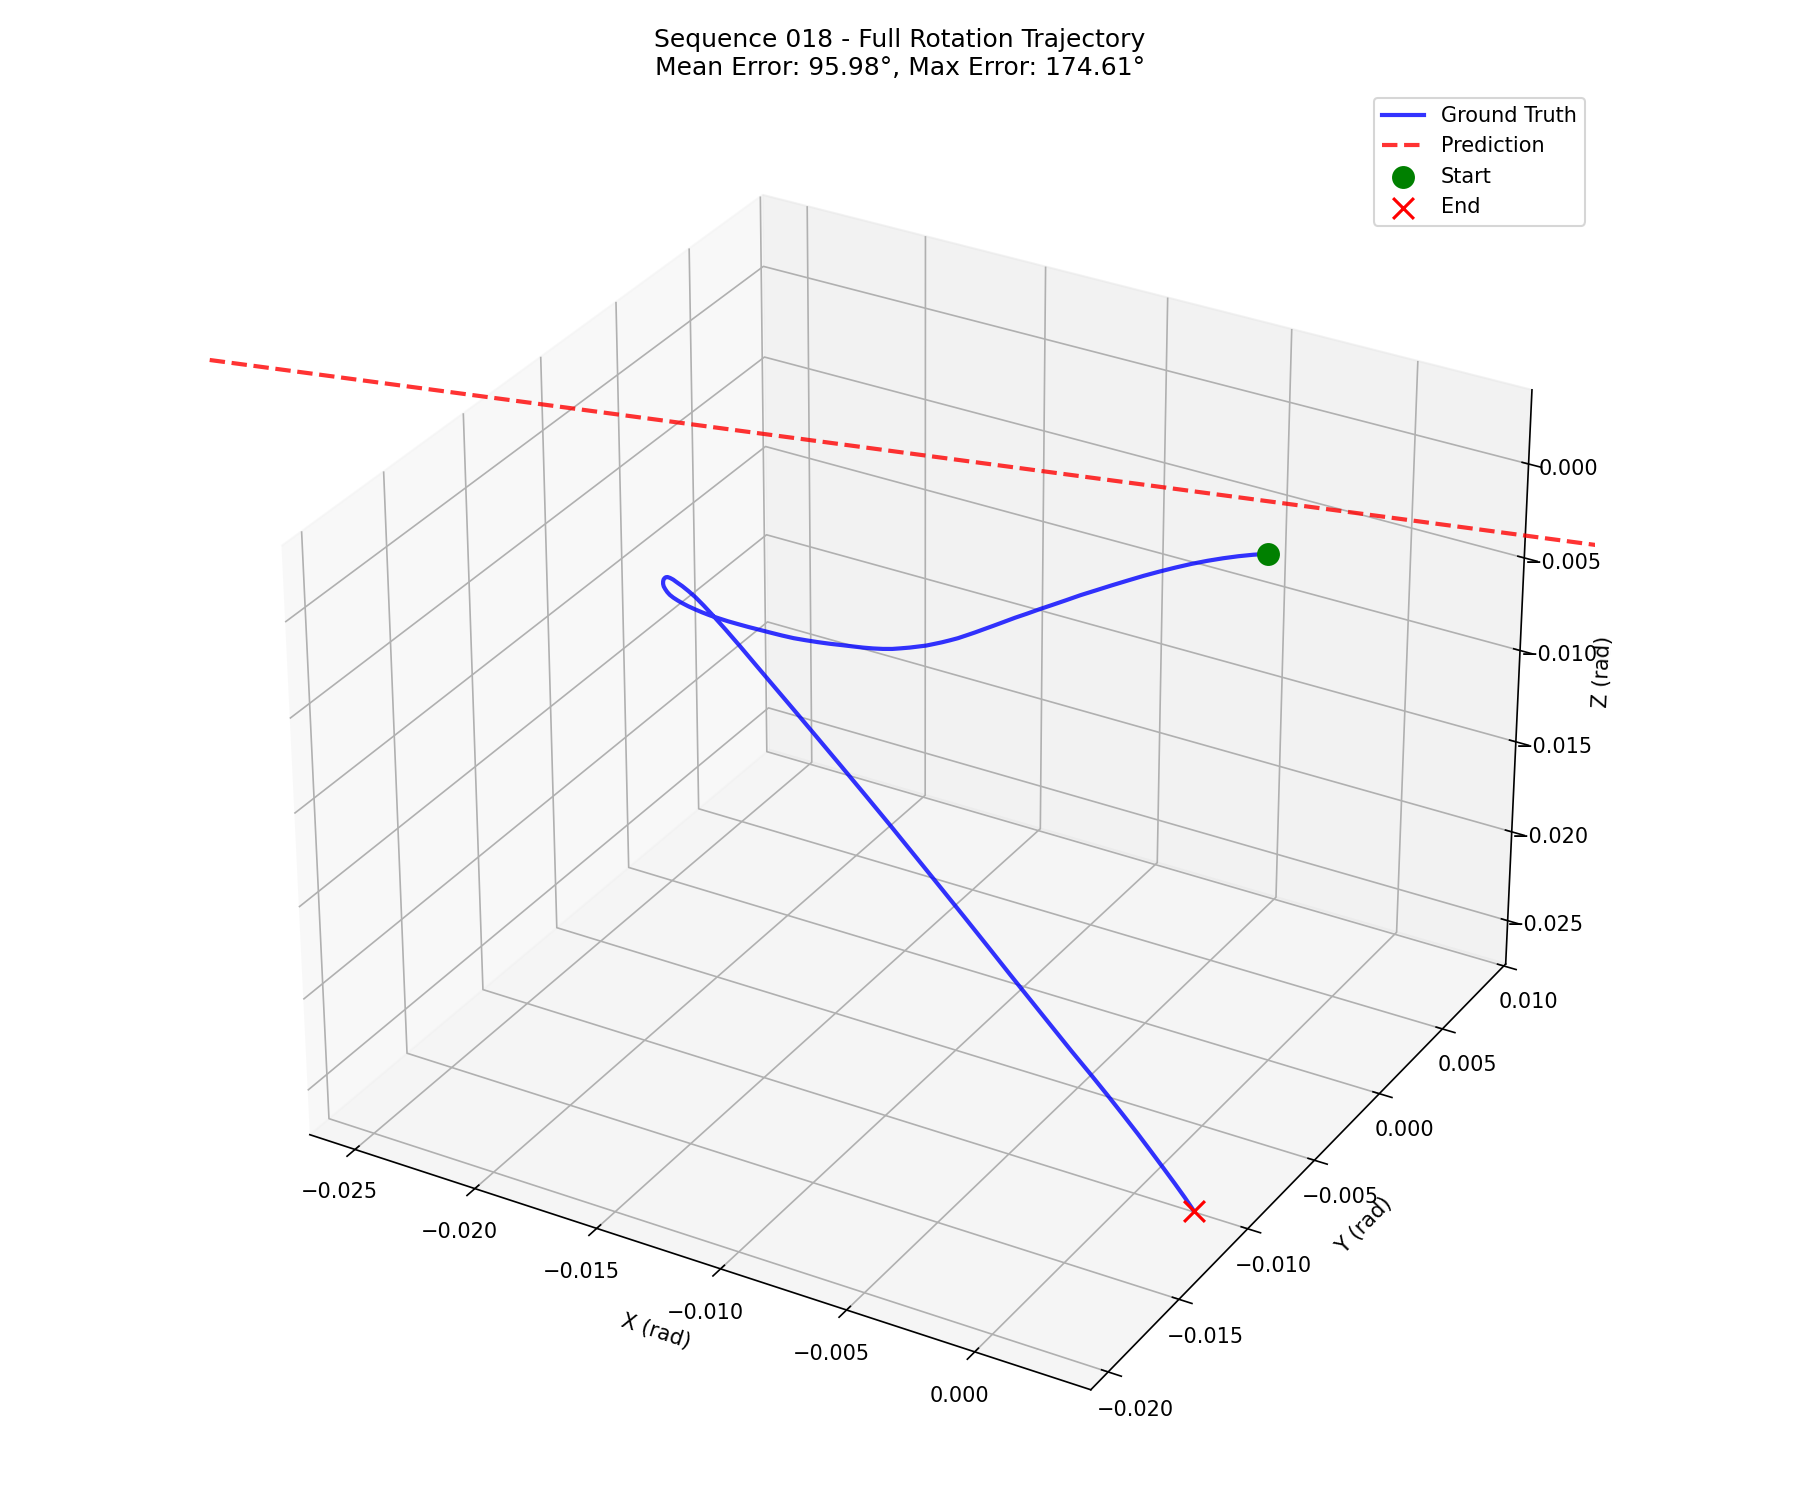 Sequence 018 - Full Rotation Trajectory
Mean Error: 95.98°, Max Error: 174.61°
Ground Truth
Prediction
Start
End
0.000
−0.005
−0.010
−0.015
−0.020
−0.025
Z (rad)
0.010
0.005
0.000
−0.005
−0.010
−0.015
−0.020
Y (rad)
−0.025
−0.020
−0.015
−0.010
−0.005
0.000
X (rad)